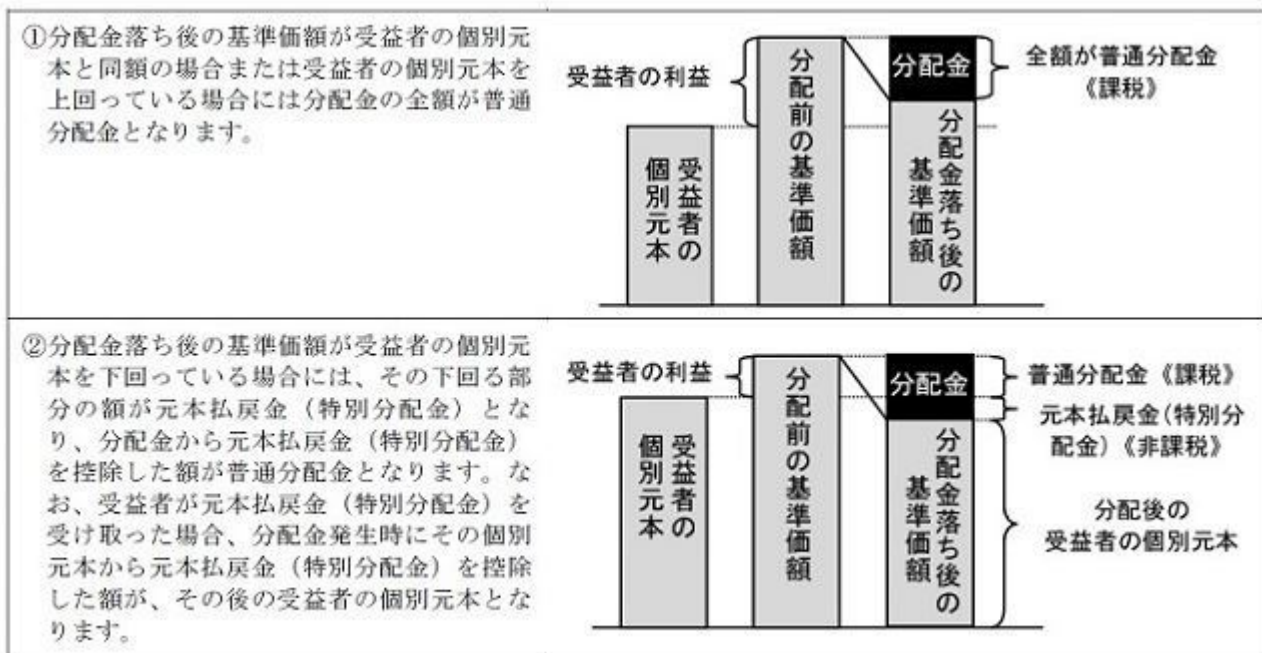 ①分配金落ち後の基準価額が受益者の個別元
本と同額の場合または受益者の個別元本を
上回っている場合には分配金の全額が普通
分配金となります。
受益者の利益
受益者の
個別元本
分配前の基準価額
分配金
分配金落ち後の
基準価額
全額が普通分配金
《課税》
②分配金落ち後の基準価額が受益者の個別元
本を下回っている場合には、その下回る部
分の額が元本払戻金（特別分配金）とな
り、分配金から元本払戻金（特別分配金）
を控除した額が普通分配金となります。な
お、受益者が元本払戻金（特別分配金）を
受け取った場合、分配金発生時にその個別
元本から元本払戻金（特別分配金）を控除
した額が、その後の受益者の個別元本とな
ります。
受益者の利益
受益者の
個別元本
分配前の基準価額
分配金
分配金落ち後の
基準価額
普通分配金《課税》
元本払戻金(特別分
配金)《非課税》
分配後の
受益者の個別元本